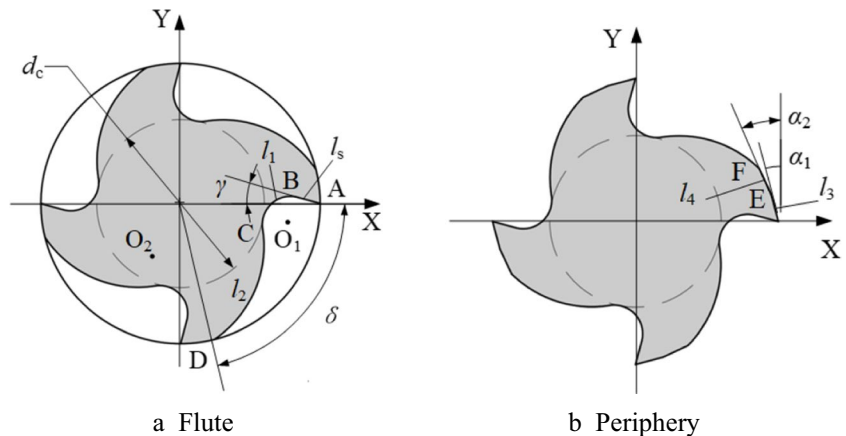 Y
d_c
l_1
l_s
γ
B
A
X
C
O_1
O_2
l_2
δ
D
a Flute
Y
α_2
α_1
F
l_4
E
l_3
X
b Periphery